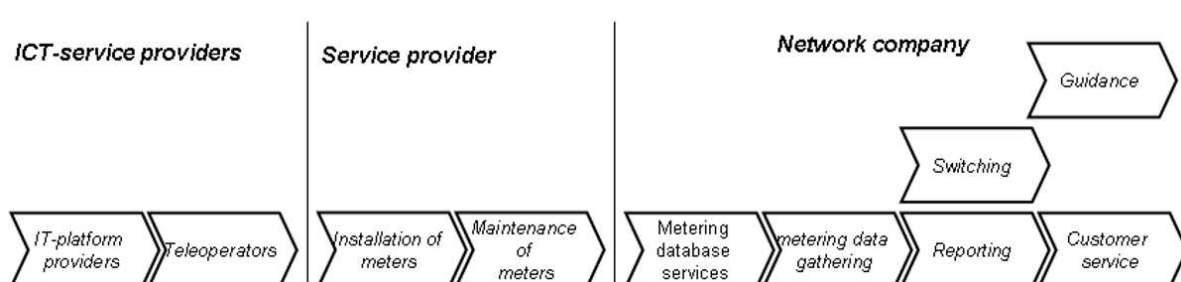 ICT-service providers
Service provider
Network company
Guidance
Switching
IT-platform
providers
Teleoperators
Installation of
meters
Maintenance
of
meters
Metering
database
services
metering data
gathering
Reporting
Customer
service